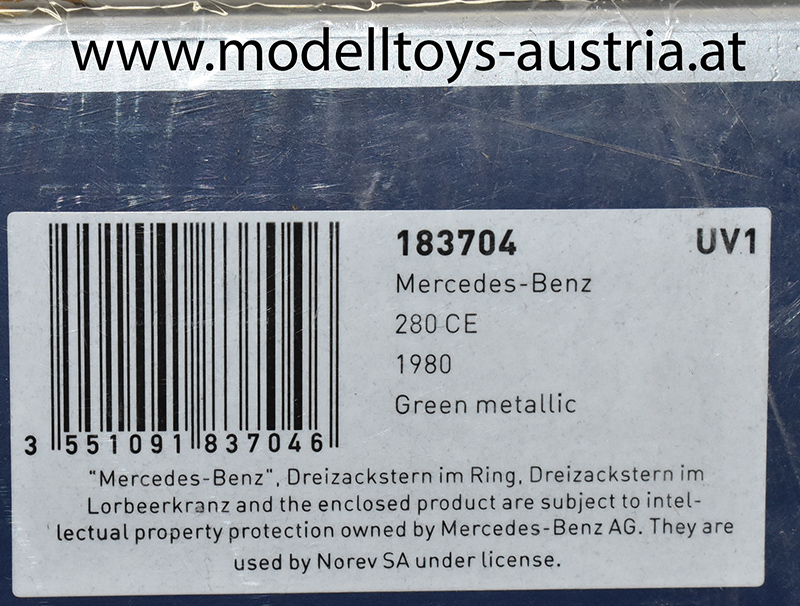 www.modelltoys-austria.at
183704 UV1
Mercedes-Benz
280 CE
1980
Green metallic
3 551091 837046
"Mercedes-Benz", Dreizackstern im Ring, Dreizackstern im
Lorbeerkranz and the enclosed product are subject to intel-
lectual property protection owned by Mercedes-Benz AG. They are
used by Norev SA under license.